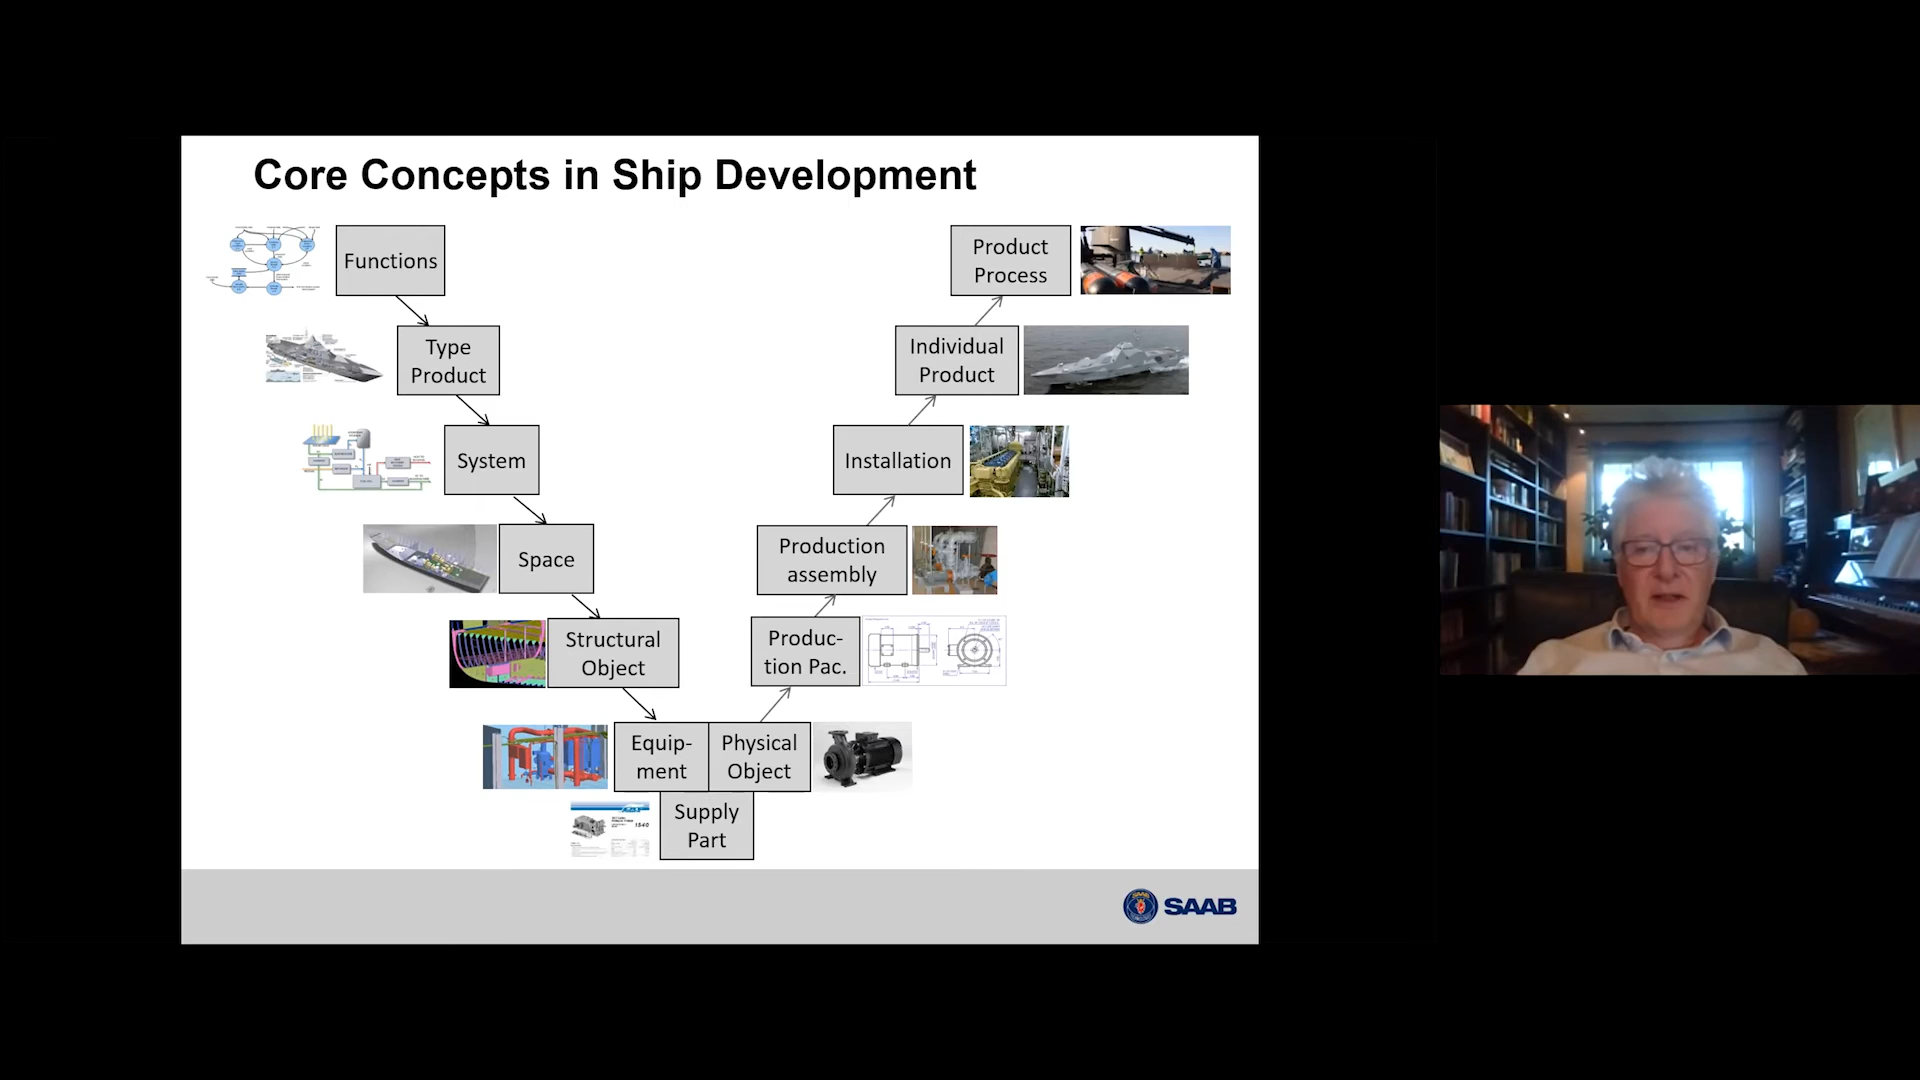 Core Concepts in Ship Development
Functions
Type
Product
System
Space
Structural
Object
Equip-
ment
Supply
Part
Physical
Object
Produc-
tion Pac.
Production
assembly
Installation
Individual
Product
Product
Process
SAAB